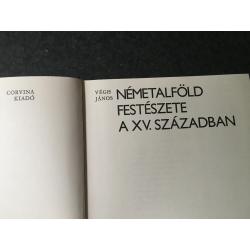 CORVINA
KIADÓ
VÉGH
JÁNOS
NÉMETALFÖLD
FESTÉSZETE
A XV. SZÁZADBAN